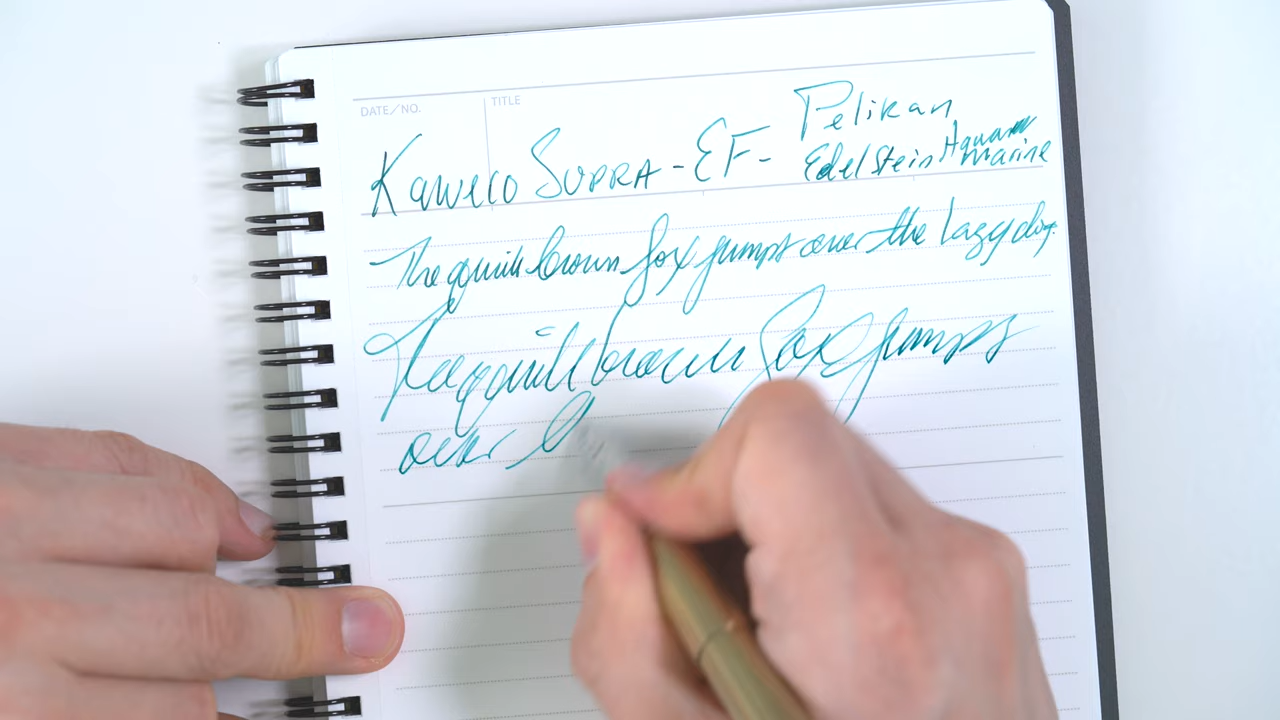 DATE/NO. TITLE
Kaweco SUPRA - EF - Pelikan
Edelstein Aquamarine
The quick brown fox jumps over the lazy dog.
The quick brown fox jumps
over